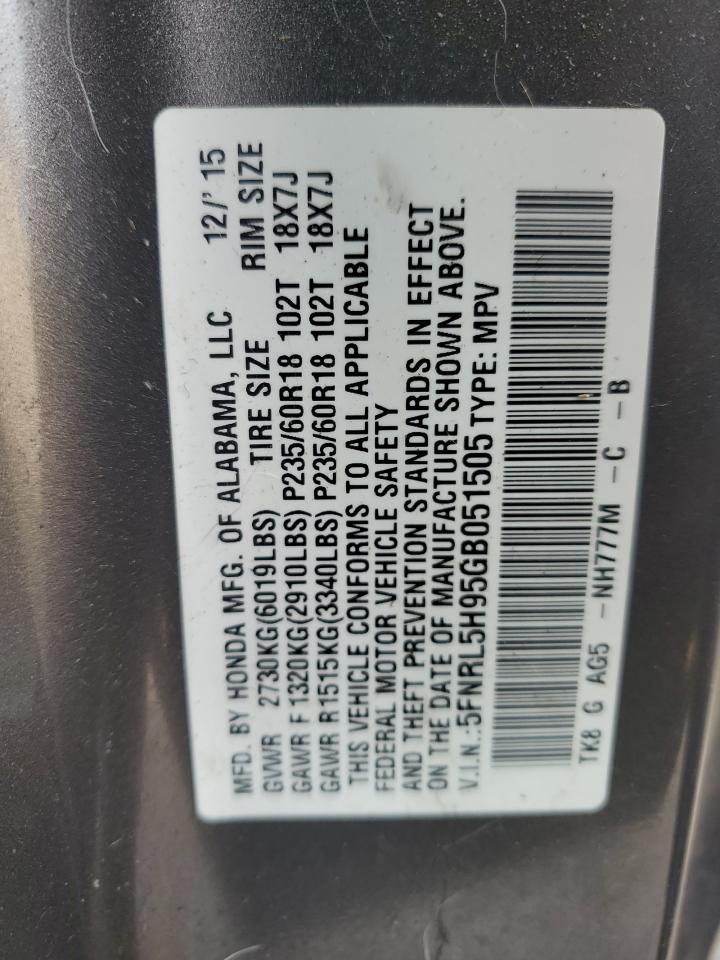 MFD. BY HONDA MFG. OF ALABAMA, LLC 12/' 15
GVWR 2730KG(6019LBS) TIRE SIZE RIM SIZE
GAWR F 1320KG(2910LBS) P235/60R18 102T 18X7J
GAWR R1515KG(3340LBS) P235/60R18 102T 18X7J
THIS VEHICLE CONFORMS TO ALL APPLICABLE
FEDERAL MOTOR VEHICLE SAFETY
AND THEFT PREVENTION STANDARDS IN EFFECT
ON THE DATE OF MANUFACTURE SHOWN ABOVE.
V.I.N.:5FNRL5H95GB051505 TYPE: MPV
TK8 G AG5 -NH777M -C -B